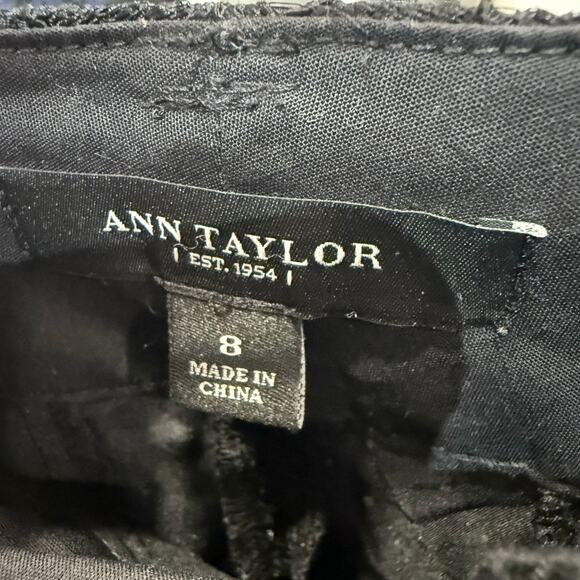 ANN TAYLOR
EST. 1954
8
MADE IN
CHINA